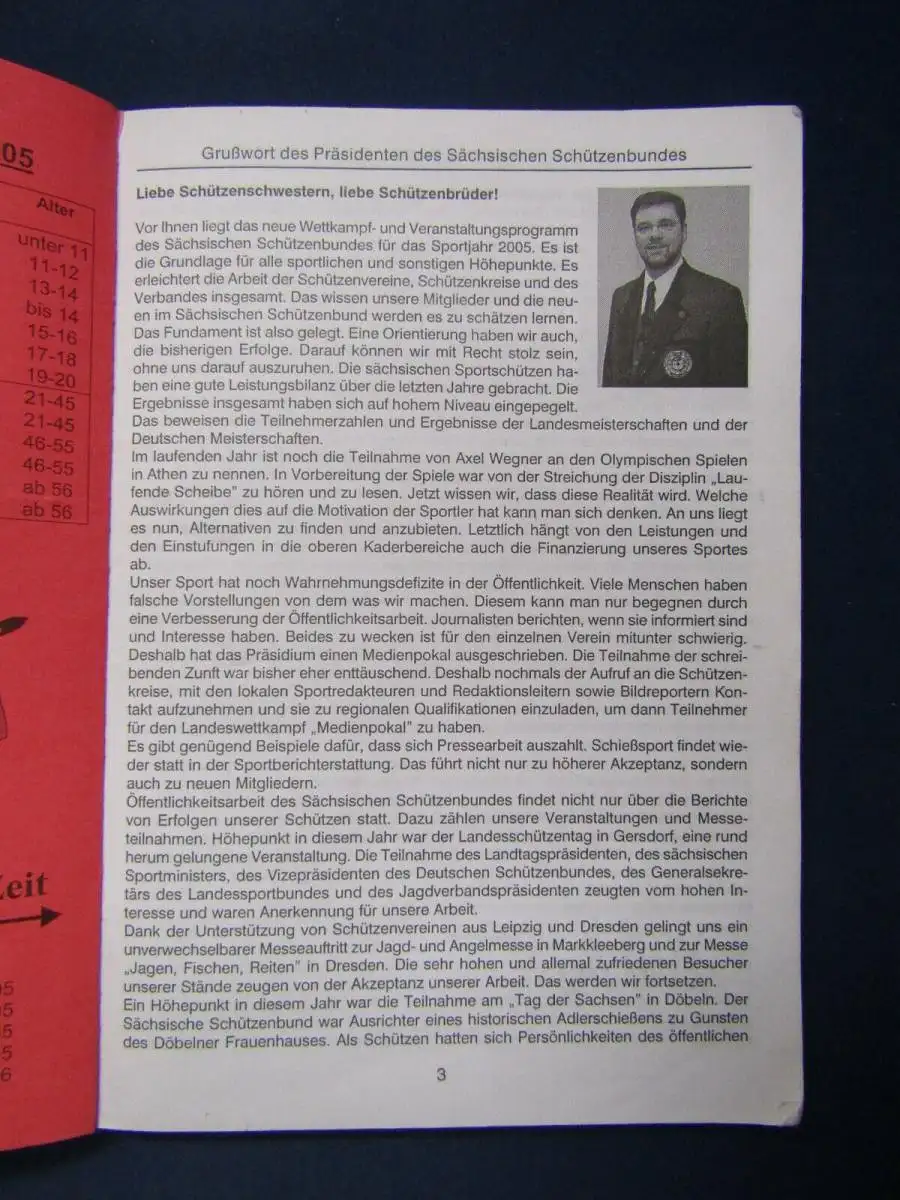 05
Alter
unter 11
11-12
13-14
bis 14
15-16
17-18
19-20
21-45
21-45
46-55
46-55
ab 56
ab 56
Zeit
05
05
5
5
6
Grußwort des Präsidenten des Sächsischen Schützenbundes
Liebe Schützenschwestern, liebe Schützenbrüder!
Vor Ihnen liegt das neue Wettkampf- und Veranstaltungsprogramm
des Sächsischen Schützenbundes für das Sportjahr 2005. Es ist
die Grundlage für alle sportlichen und sonstigen Höhepunkte. Es
erleichtert die Arbeit der Schützenvereine, Schützenkreise und des
Verbandes insgesamt. Das wissen unsere Mitglieder und die neu-
en im Sächsischen Schützenbund werden es zu schätzen lernen.
Das Fundament ist also gelegt. Eine Orientierung haben wir auch,
die bisherigen Erfolge. Darauf können wir mit Recht stolz sein,
ohne uns darauf auszuruhen. Die sächsischen Sportschützen ha-
ben eine gute Leistungsbilanz über die letzten Jahre gebracht. Die
Ergebnisse insgesamt haben sich auf hohem Niveau eingepegelt.
Das beweisen die Teilnehmerzahlen und Ergebnisse der Landesmeisterschaften und der
Deutschen Meisterschaften.
Im laufenden Jahr ist noch die Teilnahme von Axel Wegner an den Olympischen Spielen
in Athen zu nennen. In Vorbereitung der Spiele war von der Streichung der Disziplin „Lau-
fende Scheibe" zu hören und zu lesen. Jetzt wissen wir, dass diese Realität wird. Welche
Auswirkungen dies auf die Motivation der Sportler hat kann man sich denken. An uns liegt
es nun, Alternativen zu finden und anzubieten. Letztlich hängt von den Leistungen und
den Einstufungen in die oberen Kaderbereiche auch die Finanzierung unseres Sportes
ab.
Unser Sport hat noch Wahrnehmungsdefizite in der Öffentlichkeit. Viele Menschen haben
falsche Vorstellungen von dem was wir machen. Diesem kann man nur begegnen durch
eine Verbesserung der Öffentlichkeitsarbeit. Journalisten berichten, wenn sie informiert sind
und Interesse haben. Beides zu wecken ist für den einzelnen Verein mitunter schwierig.
Deshalb hat das Präsidium einen Medienpokal ausgeschrieben. Die Teilnahme der schrei-
benden Zunft war bisher eher enttäuschend. Deshalb nochmals der Aufruf an die Schützen-
kreise, mit den lokalen Sportredakteuren und Redaktionsleitern sowie Bildreportern Kon-
takt aufzunehmen und sie zu regionalen Qualifikationen einzuladen, um dann Teilnehmer
für den Landeswettkampf „Medienpokal" zu haben.
Es gibt genügend Beispiele dafür, dass sich Pressearbeit auszahlt. Schießsport findet wie-
der statt in der Sportberichterstattung. Das führt nicht nur zu höherer Akzeptanz, sondern
auch zu neuen Mitgliedern.
Öffentlichkeitsarbeit des Sächsischen Schützenbundes findet nicht nur über die Berichte
von Erfolgen unserer Schützen statt. Dazu zählen unsere Veranstaltungen und Messe-
teilnahmen. Höhepunkt in diesem Jahr war der Landesschützentag in Gersdorf, eine rund
herum gelungene Veranstaltung. Die Teilnahme des Landtagspräsidenten, des sächsischen
Sportministers, des Vizepräsidenten des Deutschen Schützenbundes, des Generalsekre-
tärs des Landessportbundes und des Jagdverbandspräsidenten zeugten vom hohen In-
teresse und waren Anerkennung für unsere Arbeit.
Dank der Unterstützung von Schützenvereinen aus Leipzig und Dresden gelingt uns ein
unverwechselbarer Messeauftritt zur Jagd- und Angelmesse in Markkleeberg und zur Messe
„Jagen, Fischen, Reiten" in Dresden. Die sehr hohen und allemal zufriedenen Besucher
unserer Stände zeugen von der Akzeptanz unserer Arbeit. Das werden wir fortsetzen.
Ein Höhepunkt in diesem Jahr war die Teilnahme am „Tag der Sachsen" in Döbeln. Der
Sächsische Schützenbund war Ausrichter eines historischen Adlerschießens zu Gunsten
des Döbelner Frauenhauses. Als Schützen hatten sich Persönlichkeiten des öffentlichen
3